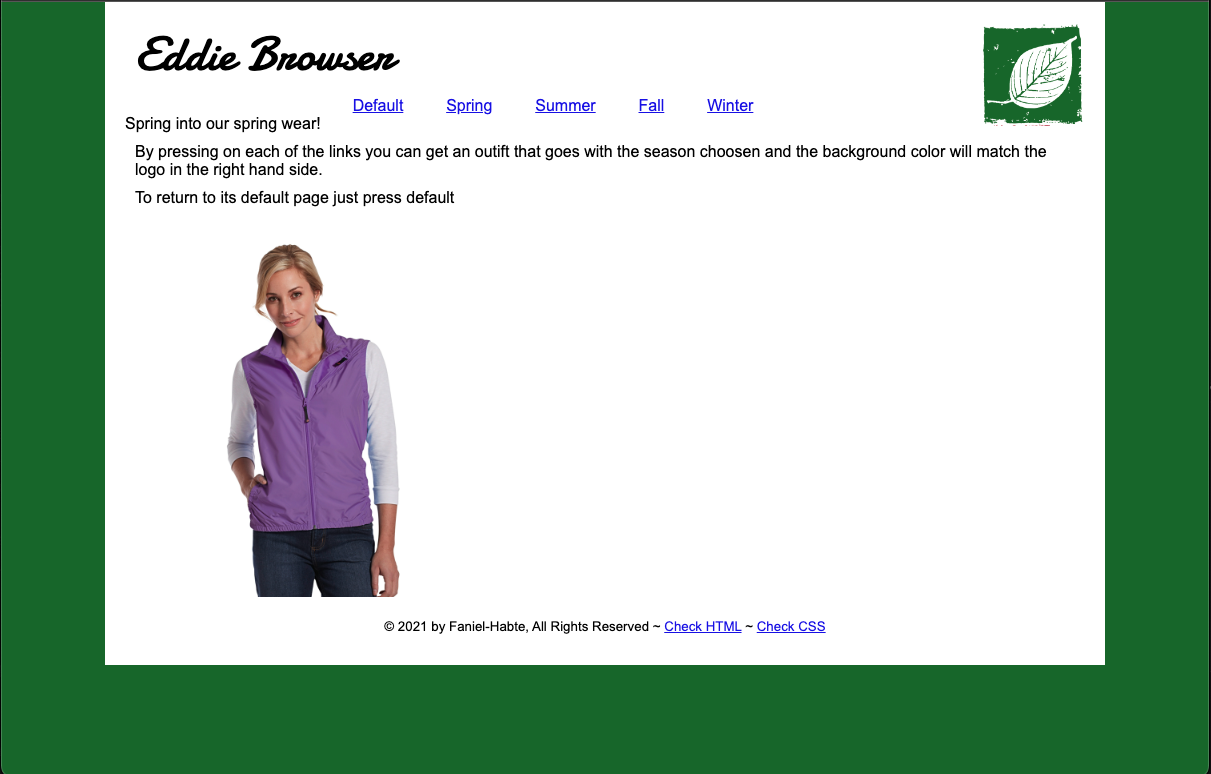 Eddie Browser
Default Spring Summer Fall Winter
Spring into our spring wear!
By pressing on each of the links you can get an outift that goes with the season choosen and the background color will match the
logo in the right hand side.
To return to its default page just press default
© 2021 by Faniel-Habte, All Rights Reserved ~ Check HTML ~ Check CSS